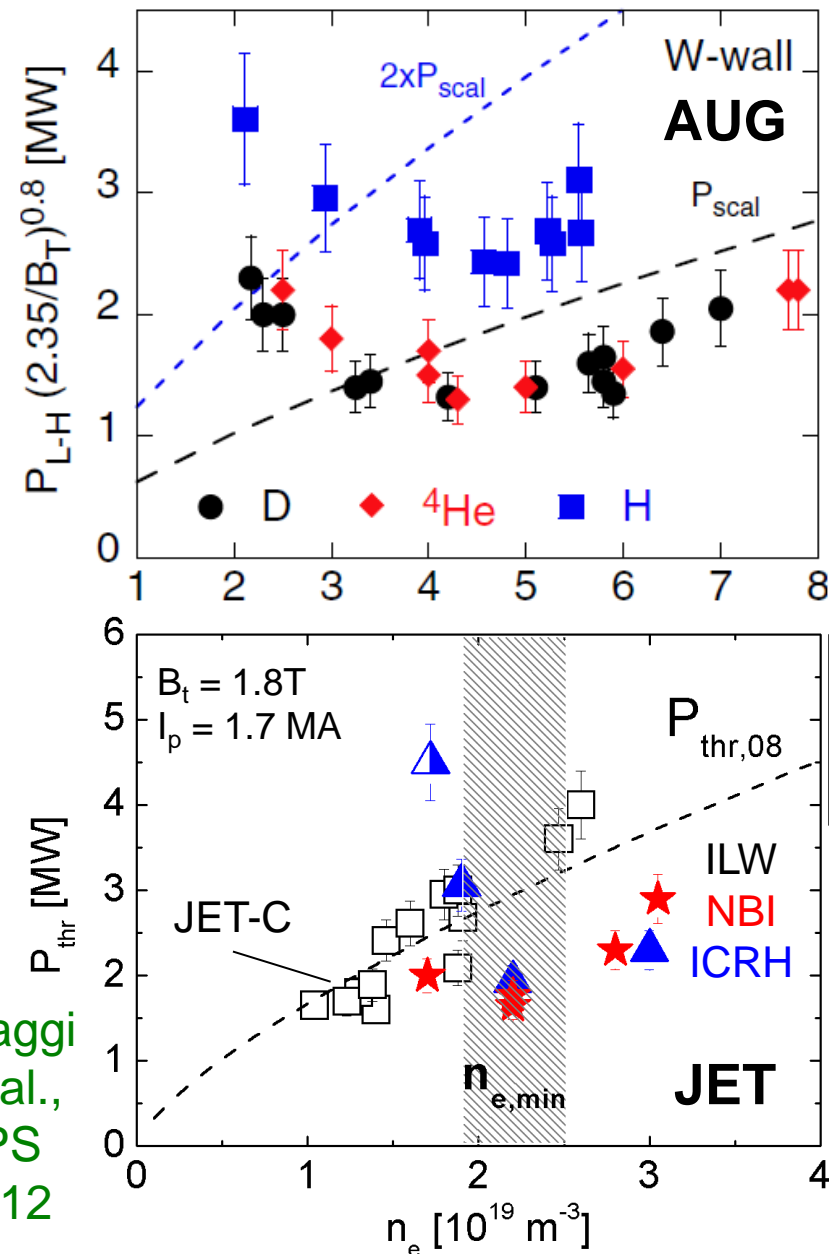 P_L-H (2.35/B_T)^0.8 [MW]
4
3
2
1
0
2xP_scal
W-wall
AUG
P_scal
D
⁴He
H
1 2 3 4 5 6 7 8
P_thr [MW]
6
5
4
3
2
1
0
B_t = 1.8T
I_p = 1.7 MA
P_thr,08
JET-C
ILW
NBI
ICRH
n_e,min
JET
aggi
al.,
PS
12
0 1 2 3 4
n_e [10^19 m^-3]